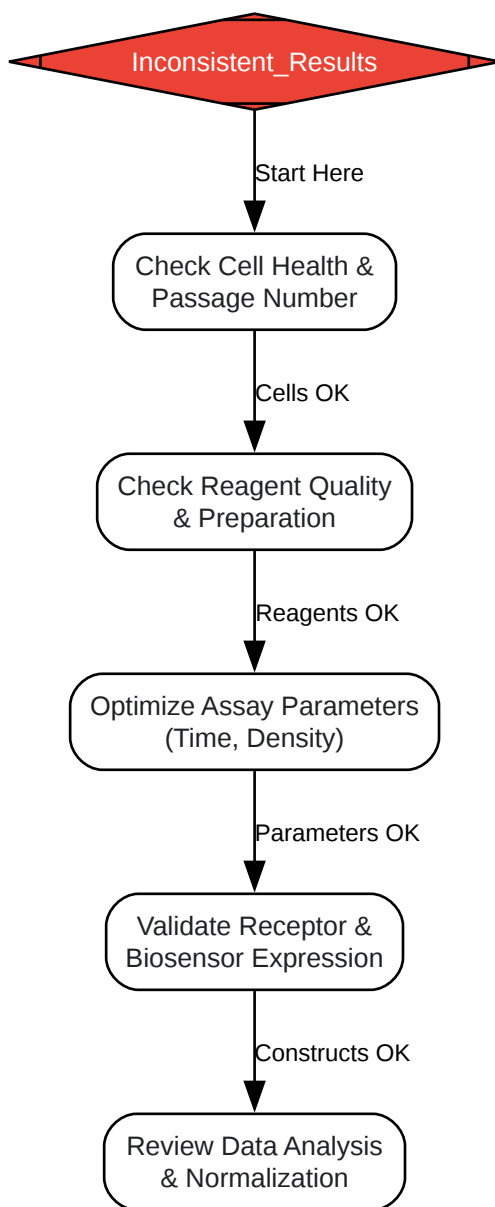 Inconsistent_Results
Start Here
Check Cell Health &
Passage Number
Cells OK
Check Reagent Quality
& Preparation
Reagents OK
Optimize Assay Parameters
(Time, Density)
Parameters OK
Validate Receptor &
Biosensor Expression
Constructs OK
Review Data Analysis
& Normalization